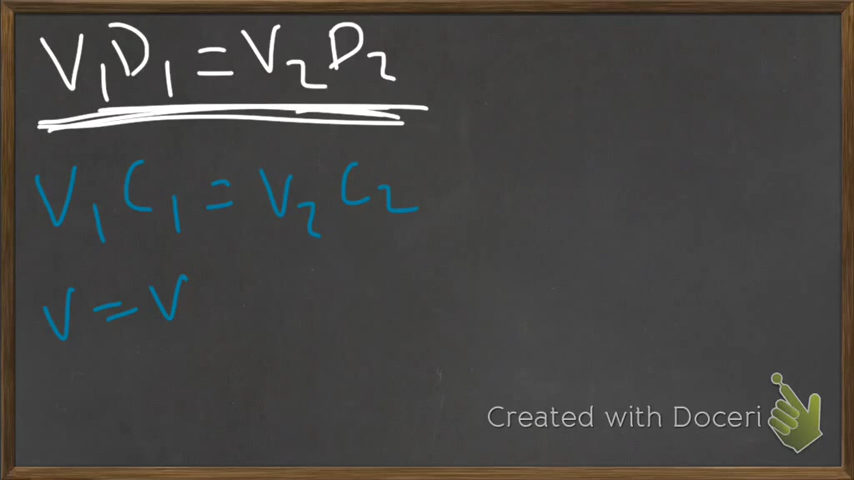 V₁D₁ = V₂D₂
V₁C₁ = V₂C₂
V = V
Created with Doceri